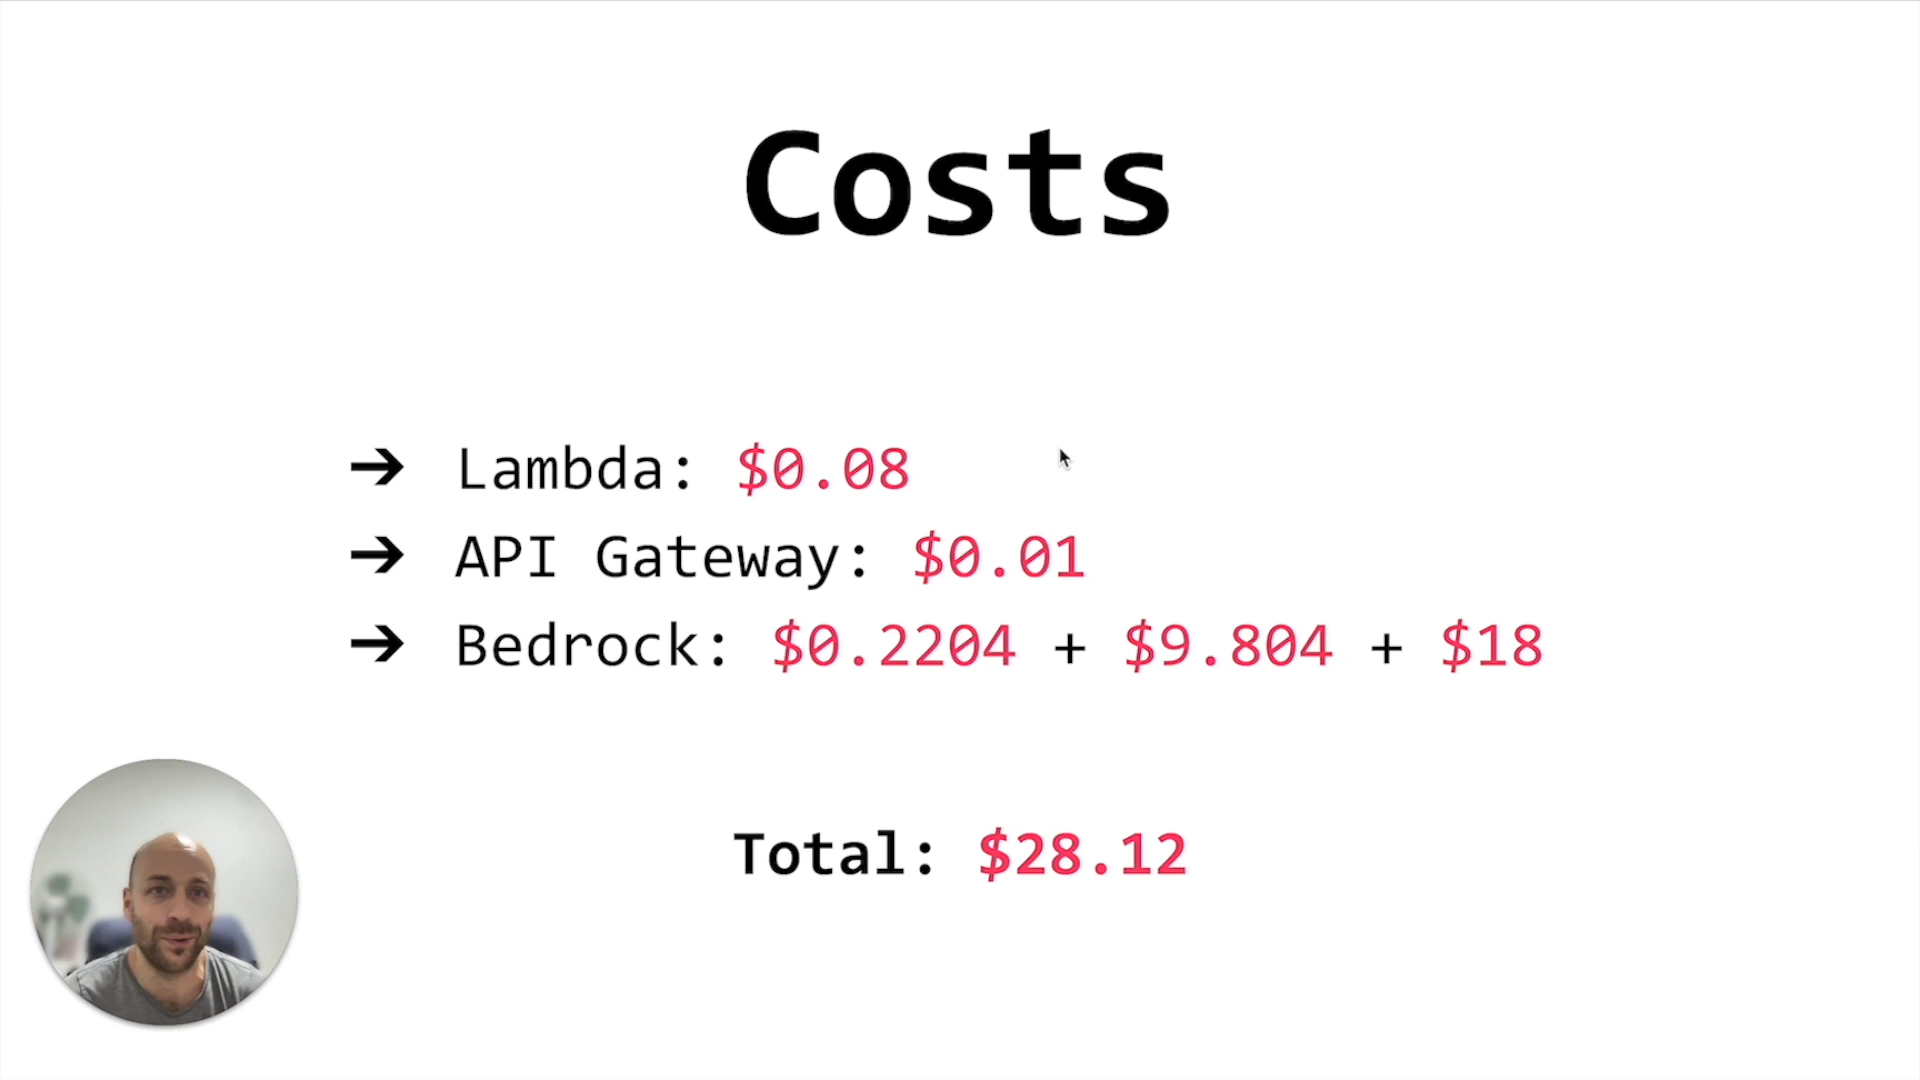 Costs
➔ Lambda: $0.08
➔ API Gateway: $0.01
➔ Bedrock: $0.2204 + $9.804 + $18
Total: $28.12